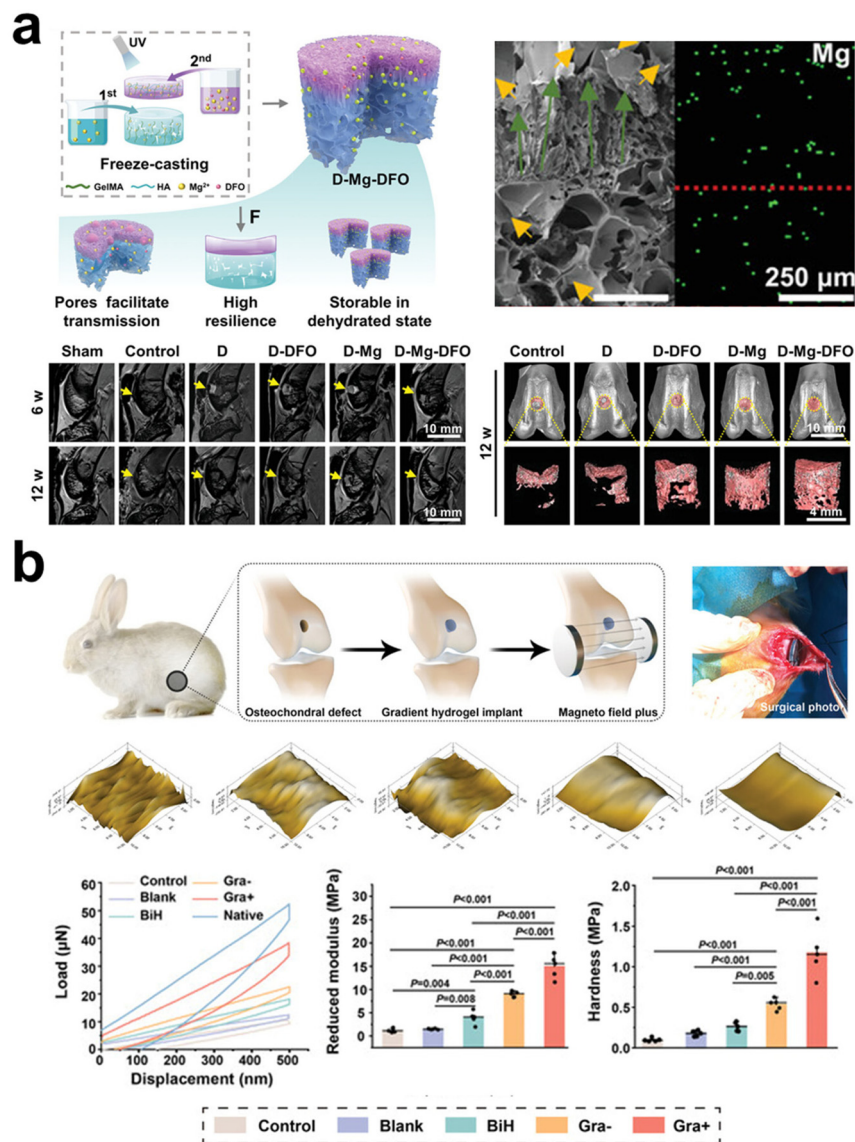 a
UV
2nd
1st
Freeze-casting
GelMA HA Mg²⁺ DFO
D-Mg-DFO
F
Pores facilitate
transmission
High
resilience
Storable in
dehydrated state
Mg
250 µm
Sham Control D D-DFO D-Mg D-Mg-DFO
6 w
10 mm
12 w
10 mm
Control D D-DFO D-Mg D-Mg-DFO
12 w
10 mm
4 mm
b
Osteochondral defect
Gradient hydrogel implant
Magneto field plus
Surgical photo
Load (µN)
60
50
40
30
20
10
0
Control Gra-
Blank Gra+
BiH Native
0 100 200 300 400 500
Displacement (nm)
Reduced modulus (MPa)
30
25
20
15
10
5
0
P<0.001
P<0.001
P<0.001
P<0.001
P<0.001
P=0.004
P<0.001
P=0.008
Hardness (MPa)
2.0
1.5
1.0
0.5
0
P<0.001
P<0.001
P<0.001
P<0.001
P<0.001
P=0.005
Control Blank BiH Gra- Gra+